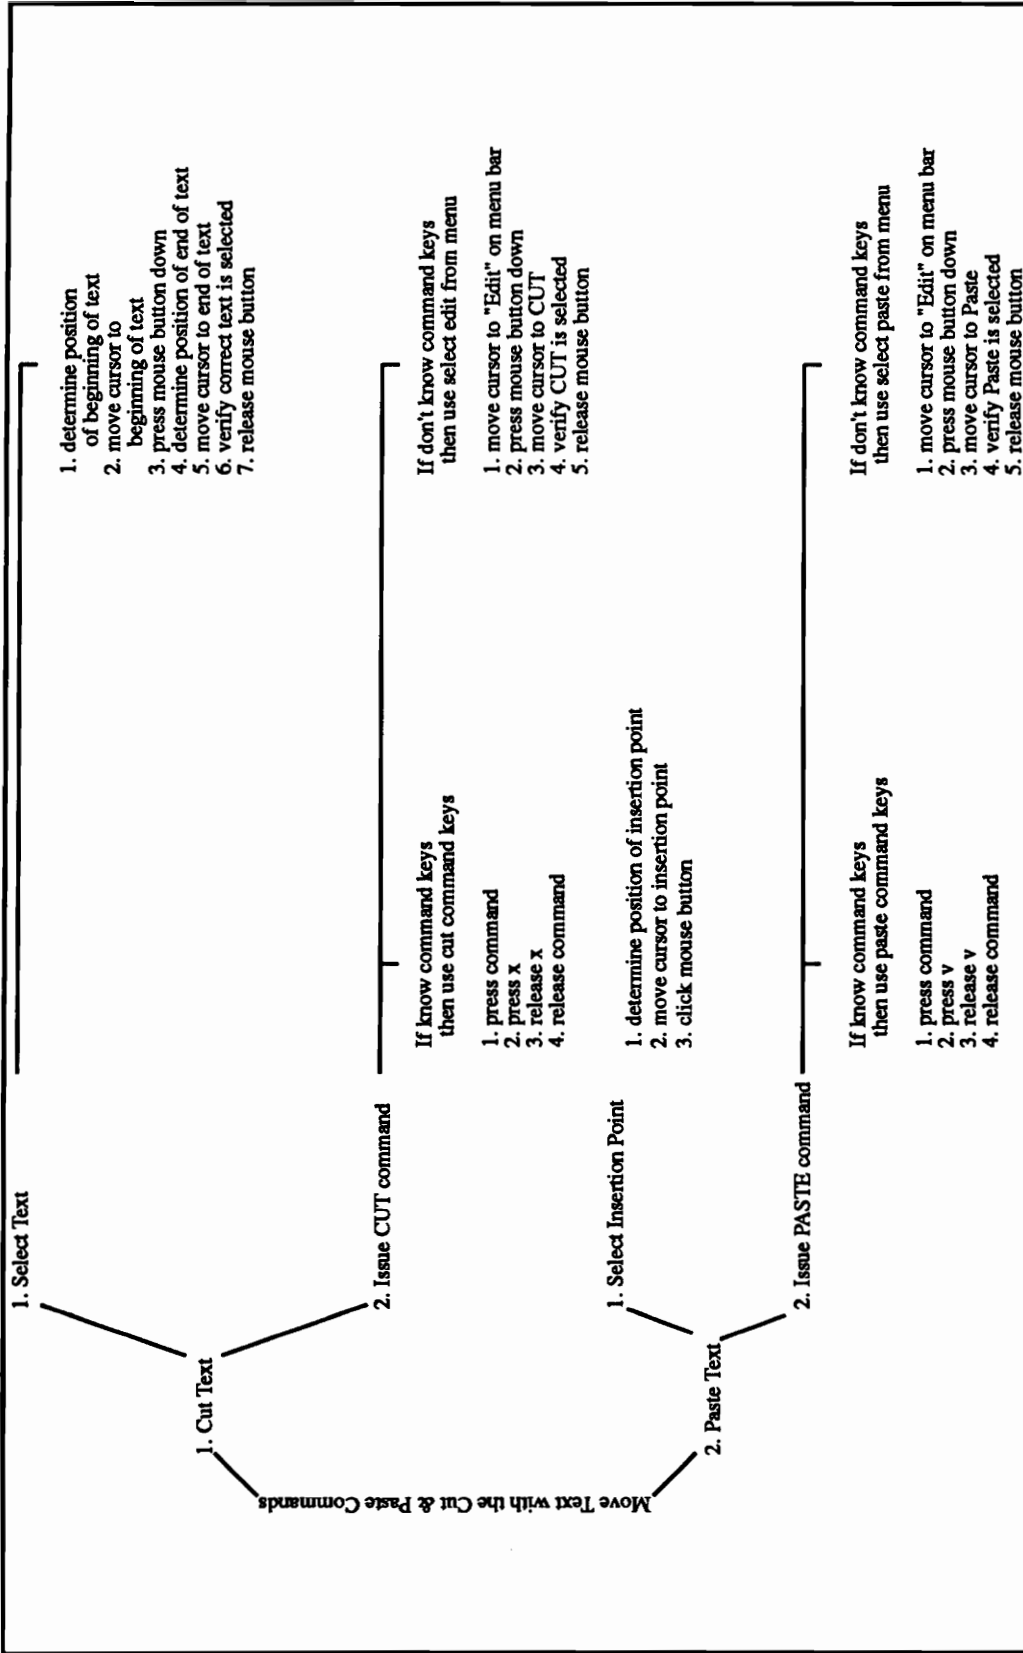 Move Text with the Cut & Paste Commands
1. Cut Text
1. Select Text
1. determine position
of beginning of text
2. move cursor to
beginning of text
3. press mouse button down
4. determine position of end of text
5. move cursor to end of text
6. verify correct text is selected
7. release mouse button
2. Issue CUT command
If know command keys
then use cut command keys
1. press command
2. press x
3. release x
4. release command
If don't know command keys
then use select edit from menu
1. move cursor to "Edit" on menu bar
2. press mouse button down
3. move cursor to CUT
4. verify CUT is selected
5. release mouse button
2. Paste Text
1. Select Insertion Point
1. determine position of insertion point
2. move cursor to insertion point
3. click mouse button
2. Issue PASTE command
If know command keys
then use paste command keys
1. press command
2. press v
3. release v
4. release command
If don't know command keys
then use select paste from menu
1. move cursor to "Edit" on menu bar
2. press mouse button down
3. move cursor to Paste
4. verify Paste is selected
5. release mouse button